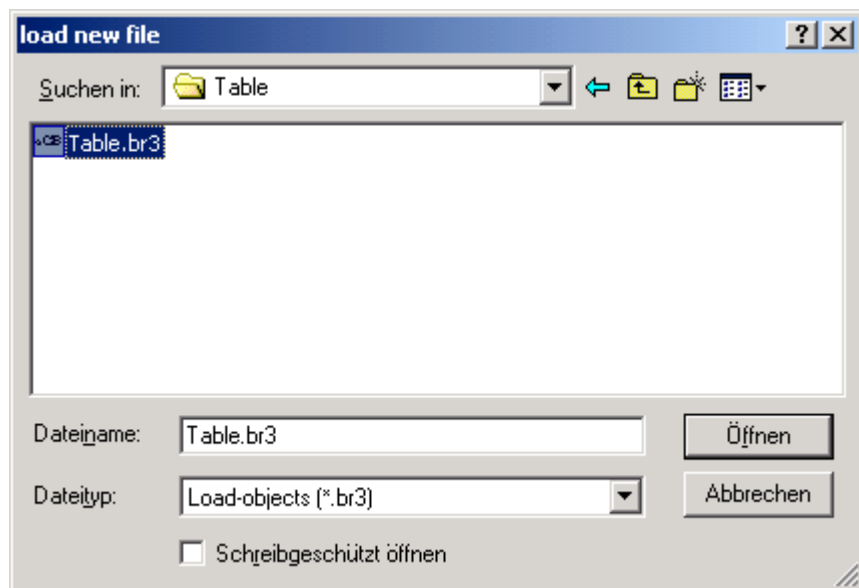 load new file
Suchen in: Table
Table.br3
Dateiname: Table.br3 Öffnen
Dateityp: Load-objects (*.br3) Abbrechen
Schreibgeschützt öffnen